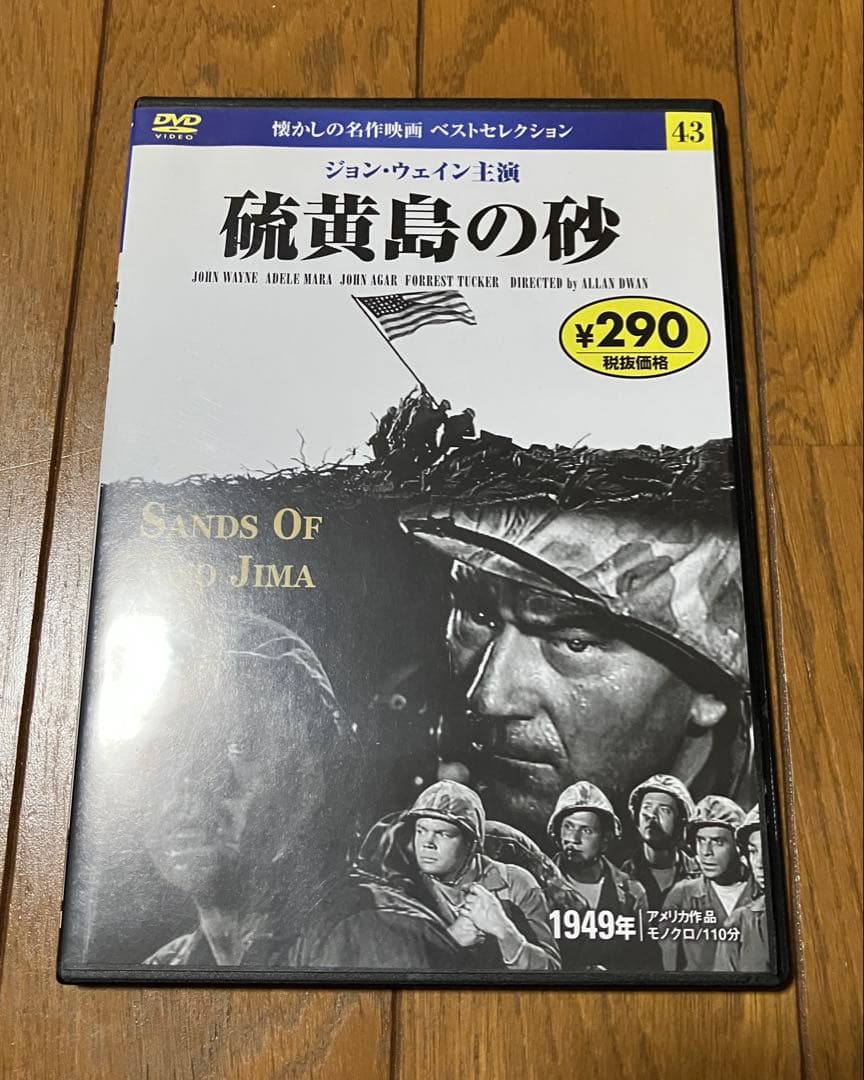 DVD
VIDEO
懐かしの名作映画 ベストセレクション
43
ジョン・ウェイン主演
硫黄島の砂
JOHN WAYNE ADELE MARA JOHN AGAR FORREST TUCKER DIRECTED by ALLAN DWAN
¥290
税抜価格
SANDS OF
JIMA
1949年
アメリカ作品
モノクロ/110分